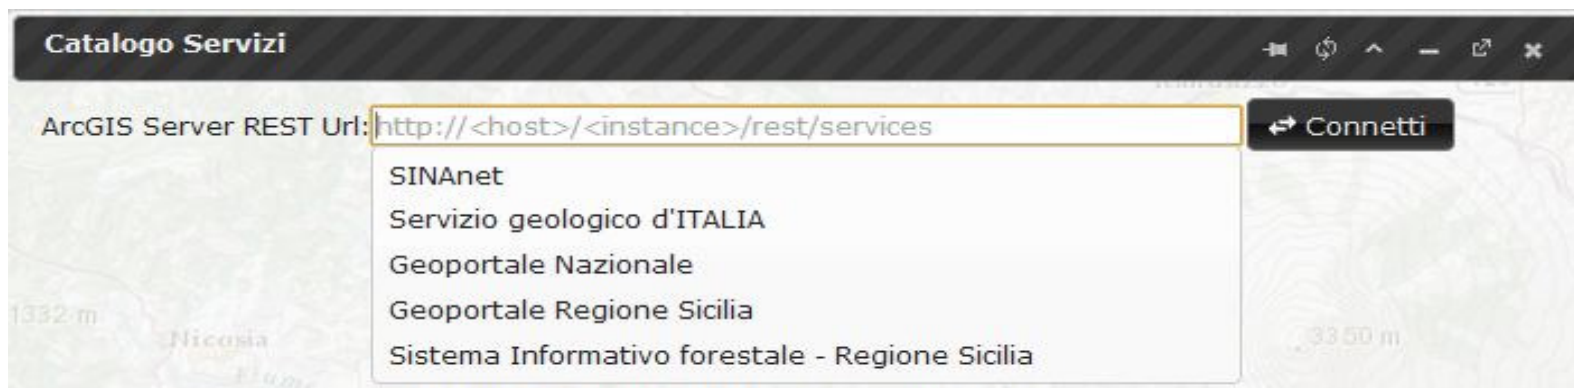 Catalogo Servizi
ArcGIS Server REST Url: http://<host>/<instance>/rest/services Connetti
SINAnet
Servizio geologico d'ITALIA
Geoportale Nazionale
Geoportale Regione Sicilia
Sistema Informativo forestale - Regione Sicilia
1332 m
Nicosia
3350 m
Fiume